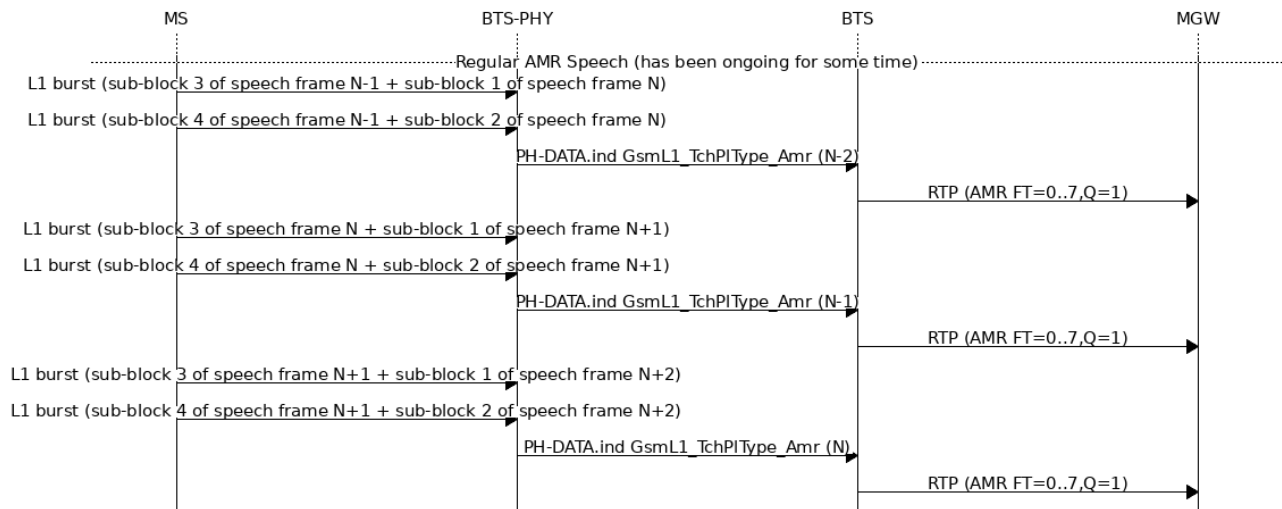 MS BTS-PHY BTS MGW
Regular AMR Speech (has been ongoing for some time)
L1 burst (sub-block 3 of speech frame N-1 + sub-block 1 of speech frame N)
L1 burst (sub-block 4 of speech frame N-1 + sub-block 2 of speech frame N)
PH-DATA.ind GsmL1_TchPlType_Amr (N-2)
RTP (AMR FT=0..7,Q=1)
L1 burst (sub-block 3 of speech frame N + sub-block 1 of speech frame N+1)
L1 burst (sub-block 4 of speech frame N + sub-block 2 of speech frame N+1)
PH-DATA.ind GsmL1_TchPlType_Amr (N-1)
RTP (AMR FT=0..7,Q=1)
L1 burst (sub-block 3 of speech frame N+1 + sub-block 1 of speech frame N+2)
L1 burst (sub-block 4 of speech frame N+1 + sub-block 2 of speech frame N+2)
PH-DATA.ind GsmL1_TchPlType_Amr (N)
RTP (AMR FT=0..7,Q=1)